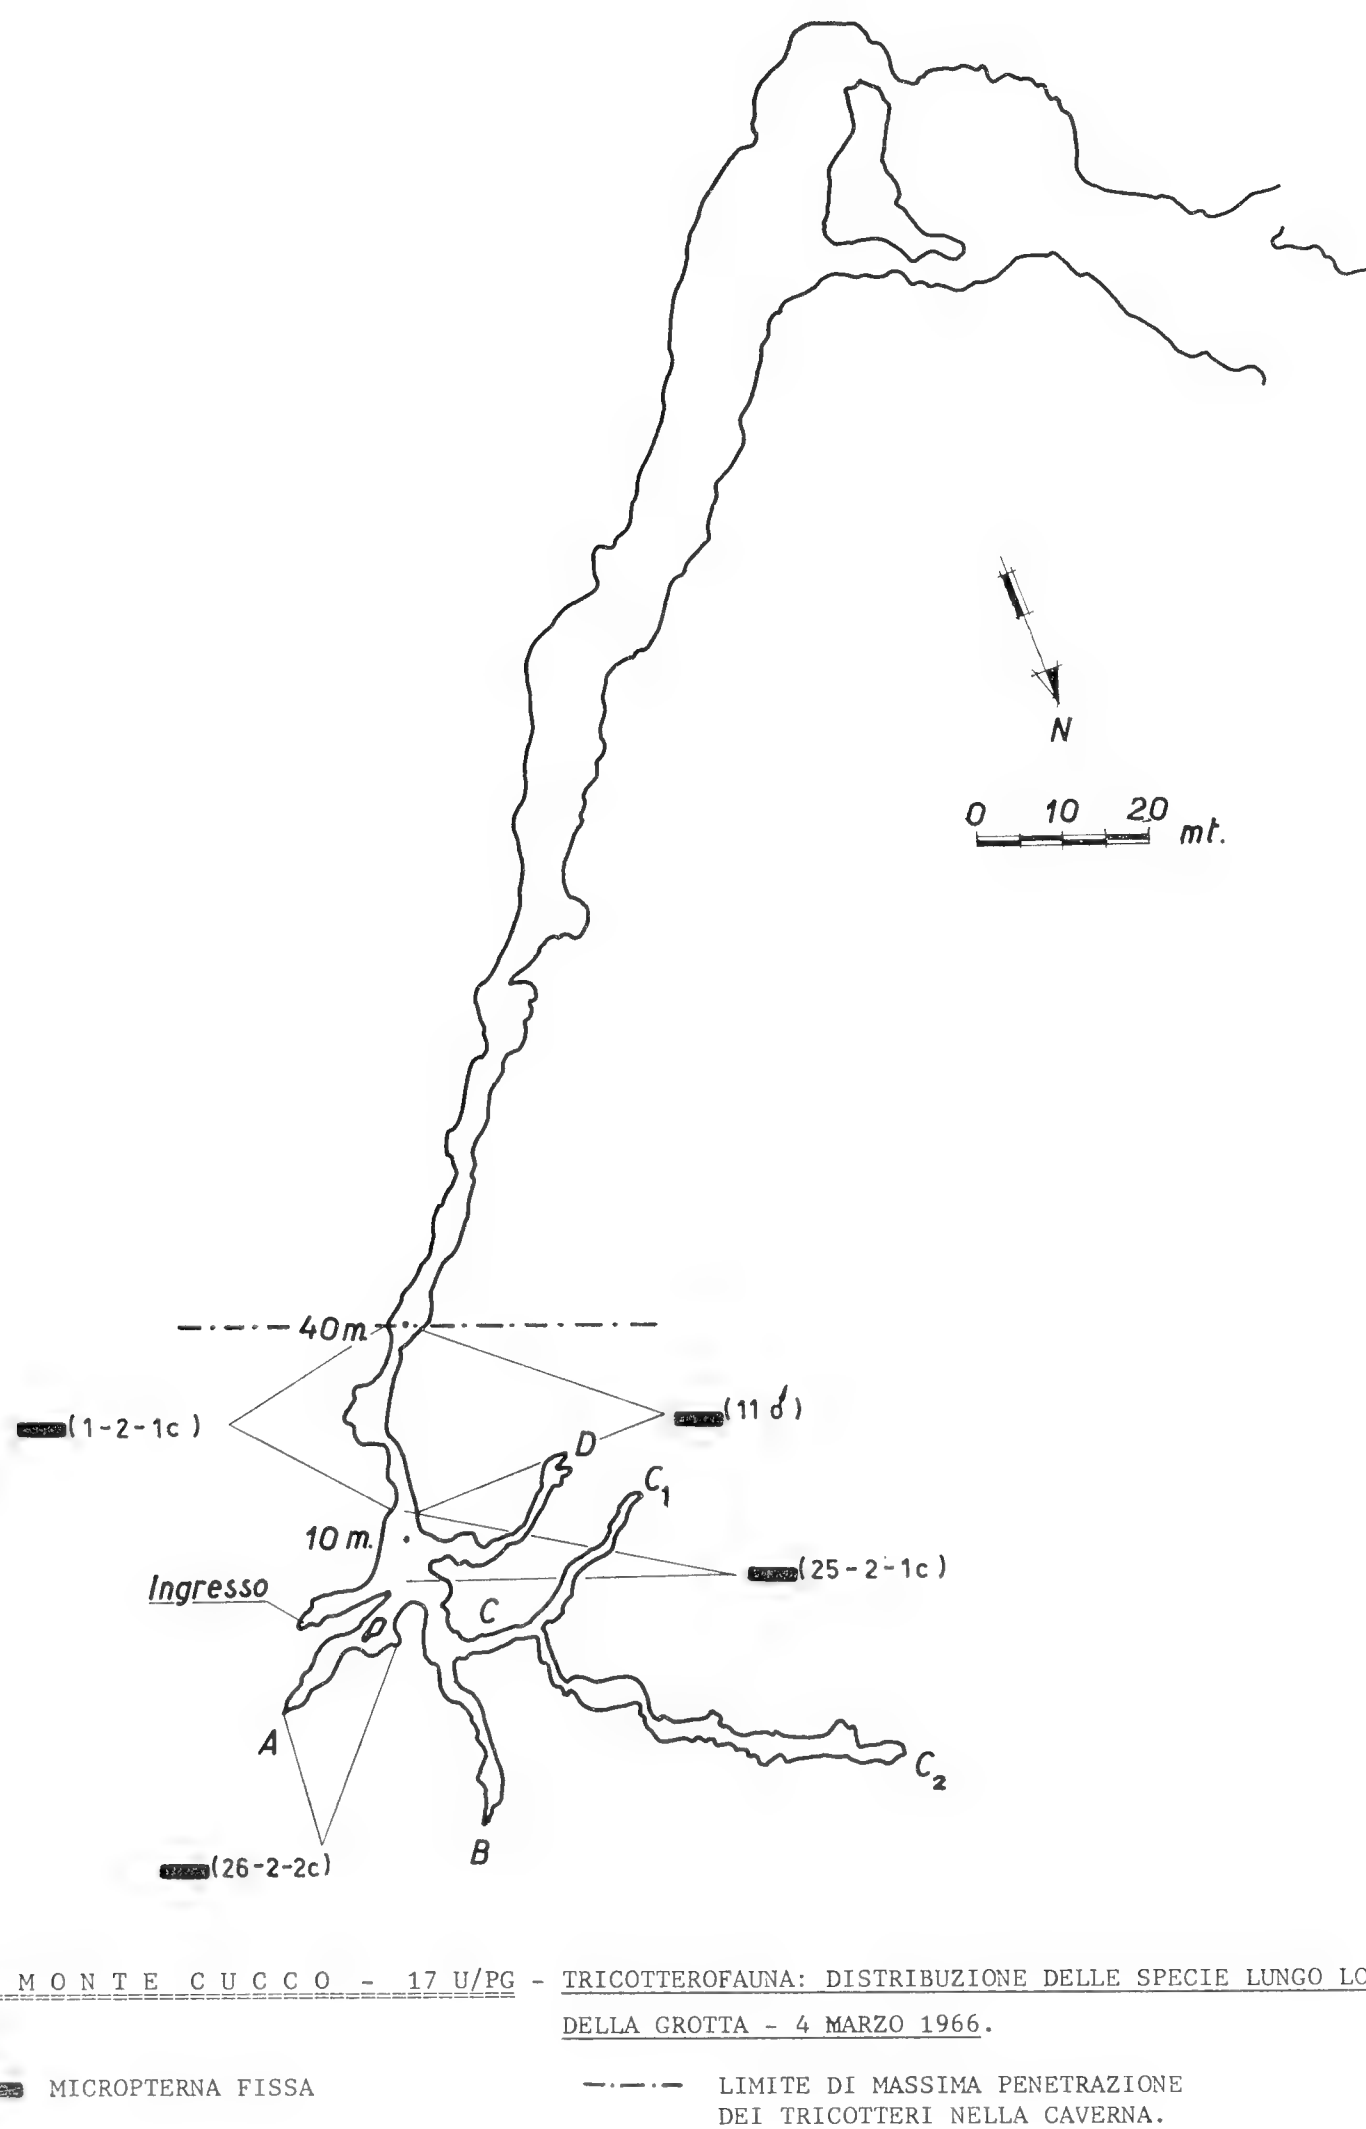 N
0 10 20 mt.
40m.
(1-2-1c)
(11 ♂)
D
C1
10 m.
(25-2-1c)
Ingresso
C
P
A
C2
B
(26-2-2c)
MONTE CUCCO - 17 U/PG - TRICOTTEROFAUNA: DISTRIBUZIONE DELLE SPECIE LUNGO LO
DELLA GROTTA - 4 MARZO 1966.
MICROPTERNA FISSA
LIMITE DI MASSIMA PENETRAZIONE
DEI TRICOTTERI NELLA CAVERNA.